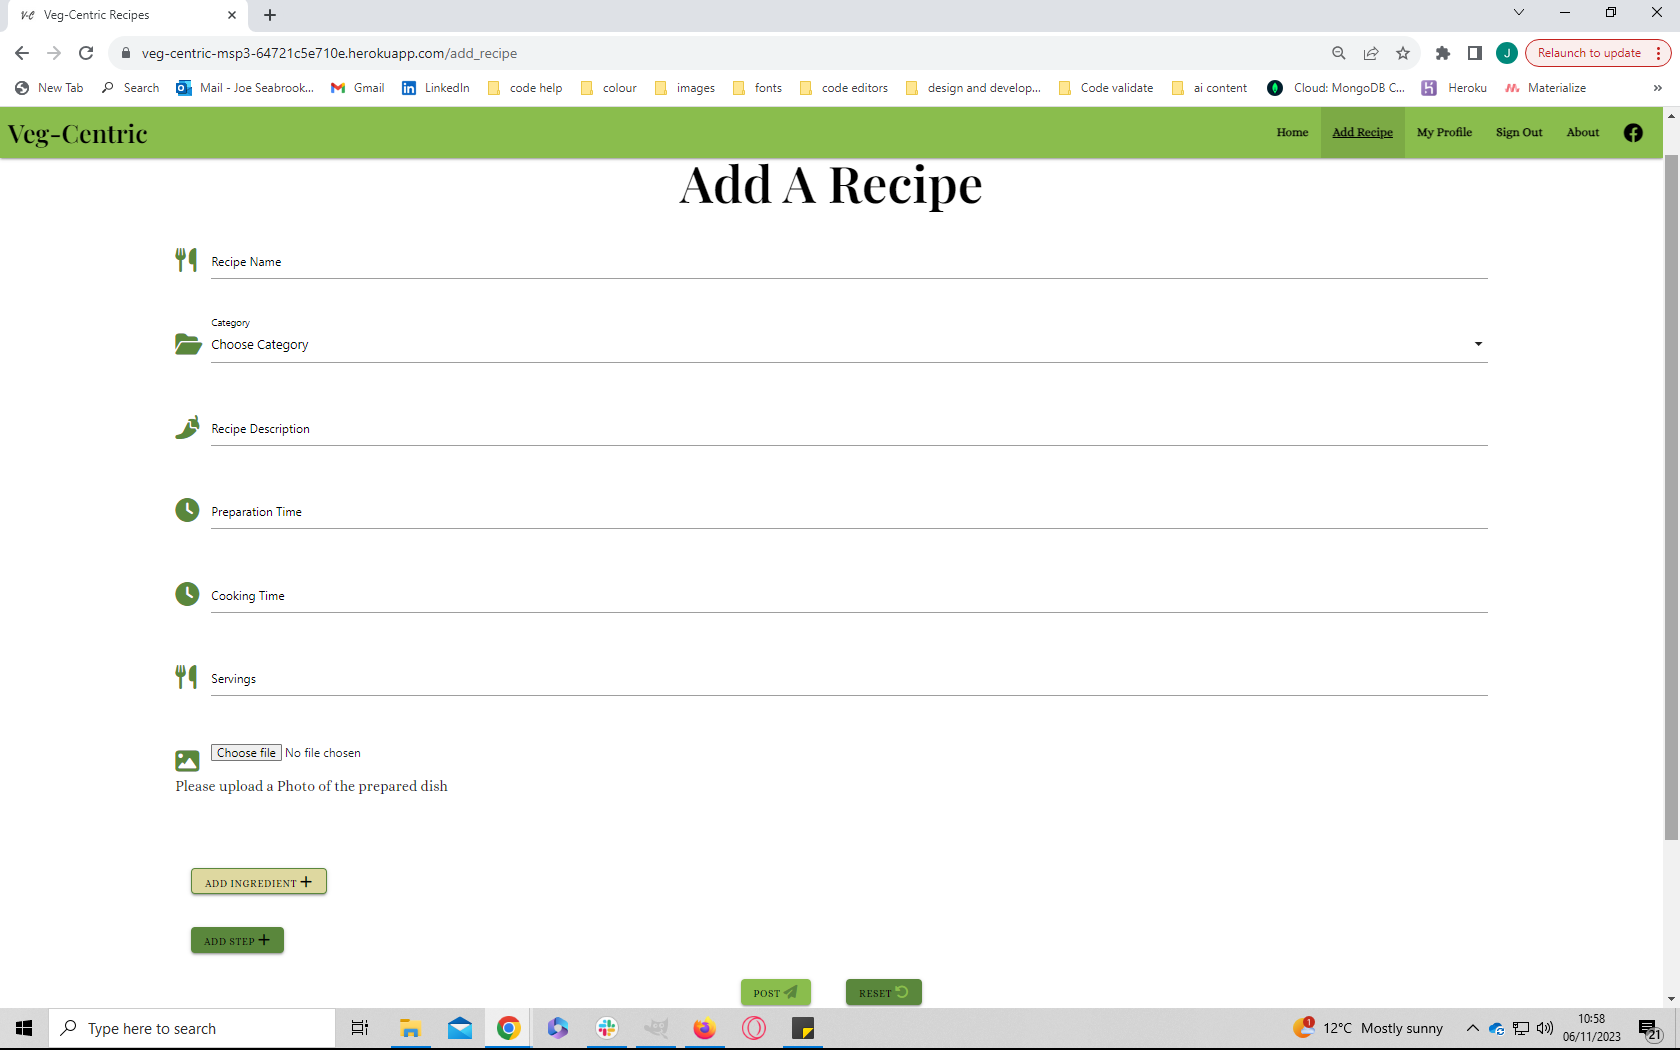 Veg-Centric Recipes
veg-centric-msp3-64721c5e710e.herokuapp.com/add_recipe
J
Relaunch to update
New Tab
Search
Mail - Joe Seabrook...
Gmail
LinkedIn
code help
colour
images
fonts
code editors
design and develop...
Code validate
ai content
Cloud: MongoDB C...
Heroku
Materialize
»
Veg-Centric
Home
Add Recipe
My Profile
Sign Out
About
Add A Recipe
Recipe Name
Category
Choose Category
Recipe Description
Preparation Time
Cooking Time
Servings
Choose file No file chosen
Please upload a Photo of the prepared dish
ADD INGREDIENT
ADD STEP
POST
RESET
Type here to search
1
12°C Mostly sunny
10:58
06/11/2023
21